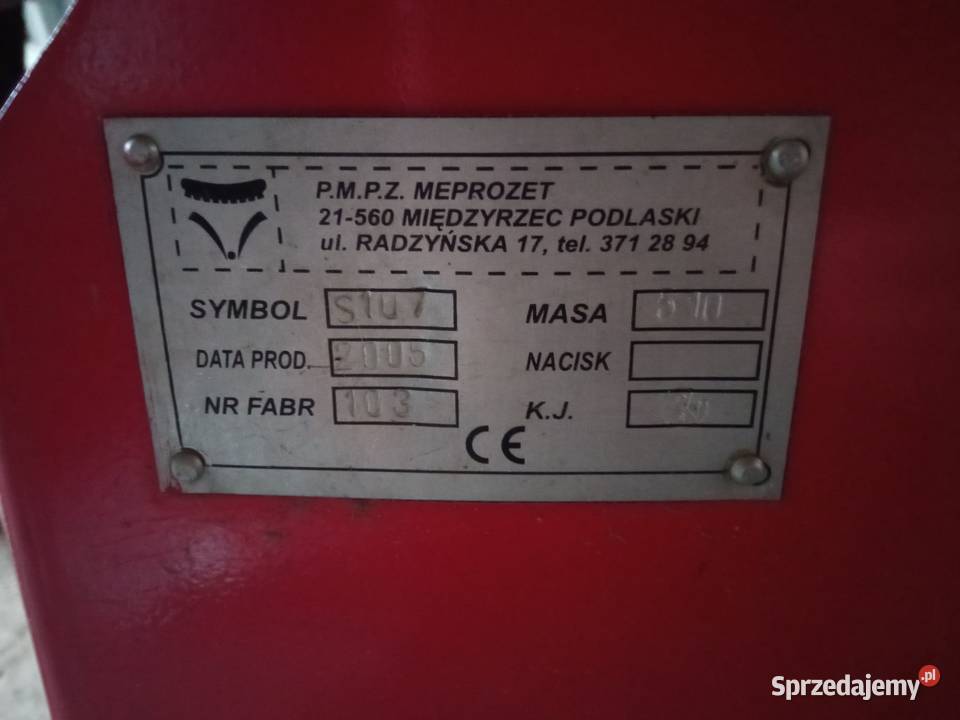 P.M.P.Z. MEPROZET
21-560 MIĘDZYRZEC PODLASKI
ul. RADZYŃSKA 17, tel. 371 28 94
SYMBOL S107 MASA 510
DATA PROD. 2005 NACISK
NR FABR 103 K.J.
CE
Sprzedajemy.pl